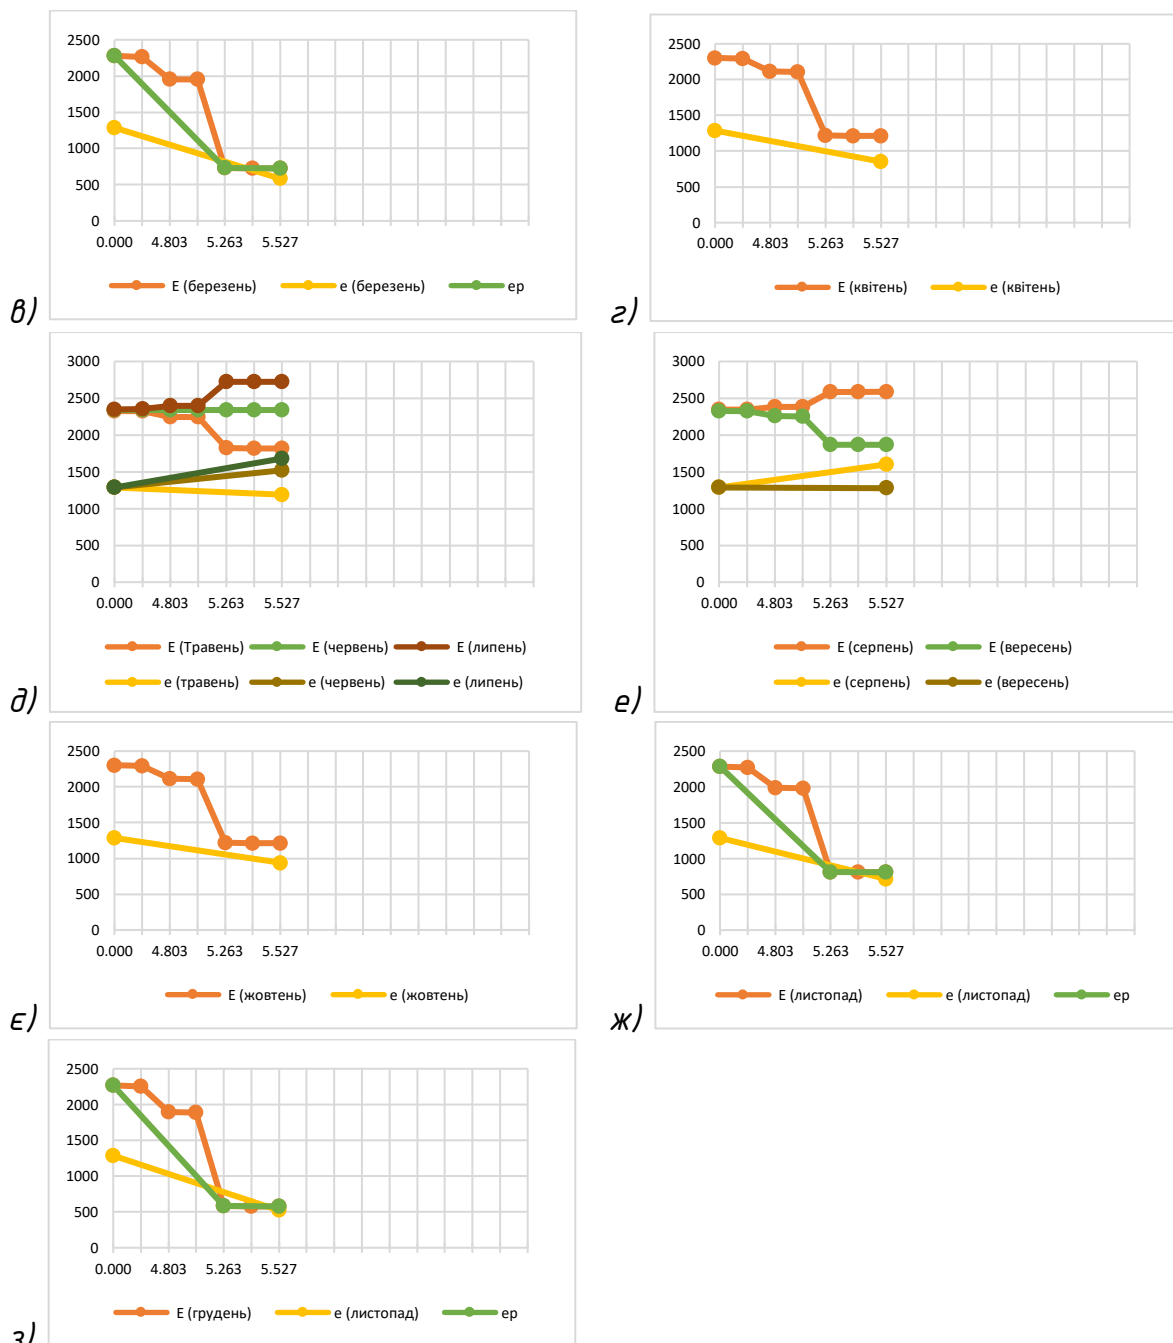 2500
2000
1500
1000
500
0
0.000 4.803 5.263 5.527
E (березень) e (березень) ep
в)
2500
2000
1500
1000
500
0
0.000 4.803 5.263 5.527
E (квітень) e (квітень)
г)
3000
2500
2000
1500
1000
500
0
0.000 4.803 5.263 5.527
E (Травень) E (червень) E (липень)
e (травень) e (червень) e (липень)
д)
3000
2500
2000
1500
1000
500
0
0.000 4.803 5.263 5.527
E (серпень) E (вересень)
e (серпень) e (вересень)
е)
2500
2000
1500
1000
500
0
0.000 4.803 5.263 5.527
E (жовтень) e (жовтень)
є)
2500
2000
1500
1000
500
0
0.000 4.803 5.263 5.527
E (листопад) e (листопад) ep
ж)
2500
2000
1500
1000
500
0
0.000 4.803 5.263 5.527
E (грудень) e (листопад) ep
з)